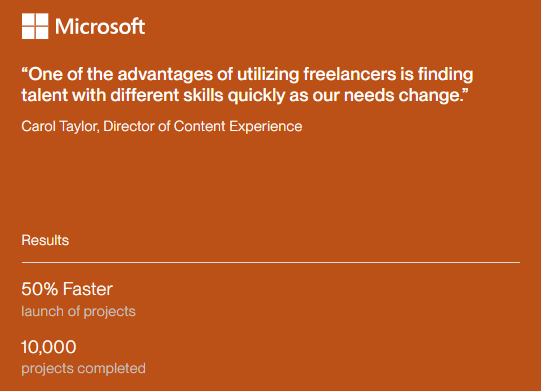 Microsoft
“One of the advantages of utilizing freelancers is finding
talent with different skills quickly as our needs change.”
Carol Taylor, Director of Content Experience
Results
50% Faster
launch of projects
10,000
projects completed